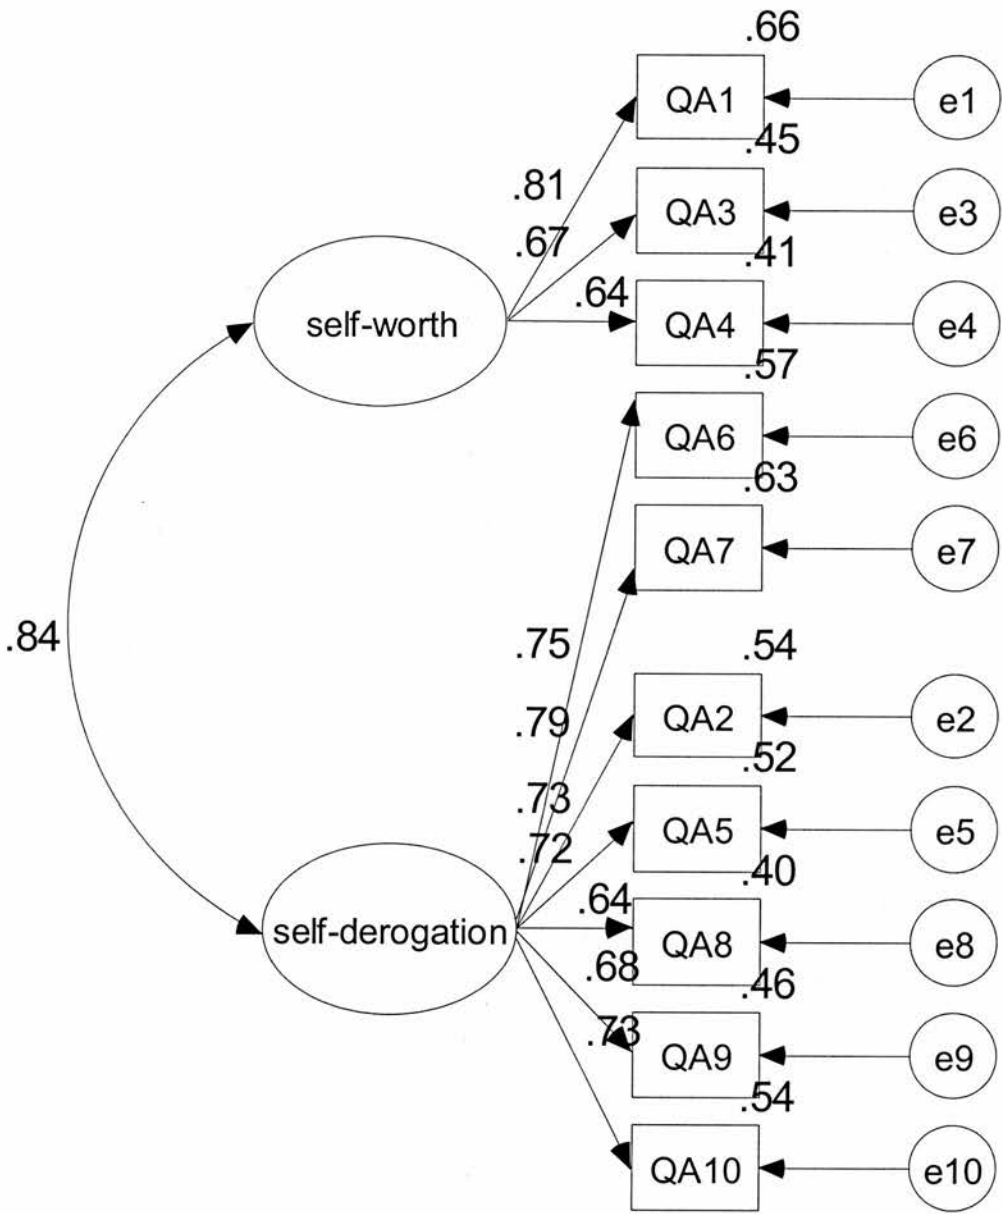 .66
QA1
e1
.45
.81
QA3
e3
.67
.41
.64
self-worth
QA4
e4
.57
QA6
e6
.63
QA7
e7
.84
.75
.54
.79
QA2
e2
.52
.73
.72
QA5
e5
.40
.64
self-derogation
QA8
e8
.68
.46
.73
QA9
e9
.54
QA10
e10